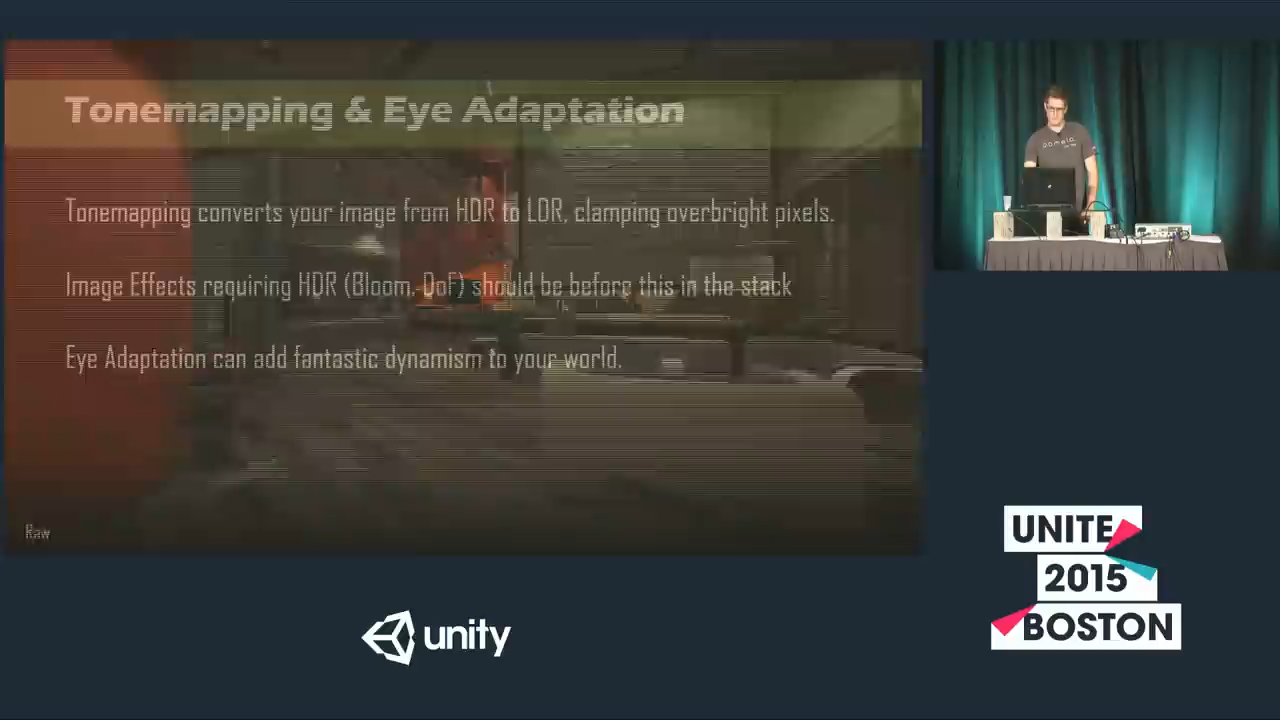 Tonemapping & Eye Adaptation
Tonemapping converts your image from HDR to LDR, clamping overbright pixels.
Image Effects requiring HDR (Bloom, DoF) should be before this in the stack
Eye Adaptation can add fantastic dynamism to your world.
Raw
unity
UNITE
2015
BOSTON